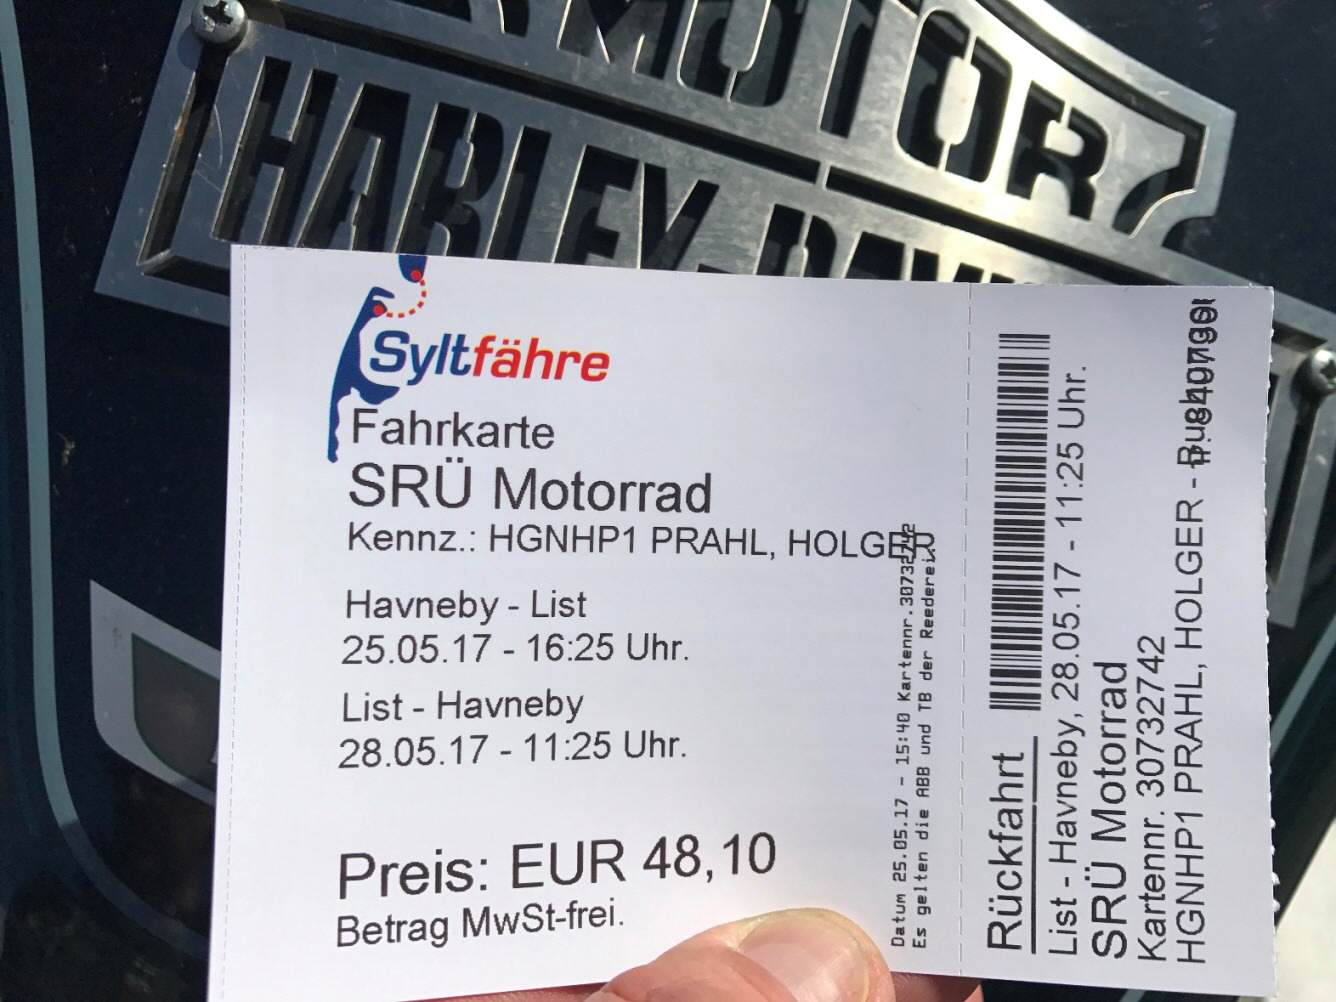 MOTOR
HARLEY-DAVI
Syltfähre
Fahrkarte
SRÜ Motorrad
Kennz.: HGNHP1 PRAHL, HOLGE
Havneby - List
25.05.17 - 16:25 Uhr.
List - Havneby
28.05.17 - 11:25 Uhr.
Preis: EUR 48,10
Betrag MwSt-frei.
Datum 25.05.17 - 15:40 Kartennr.30732742
Es gelten die ABB und TB der Reederei.
Rückfahrt
List - Havneby, 28.05.17 - 11:25 Uhr.
SRÜ Motorrad
Kartennr. 30732742
HGNHP1 PRAHL, HOLGER -